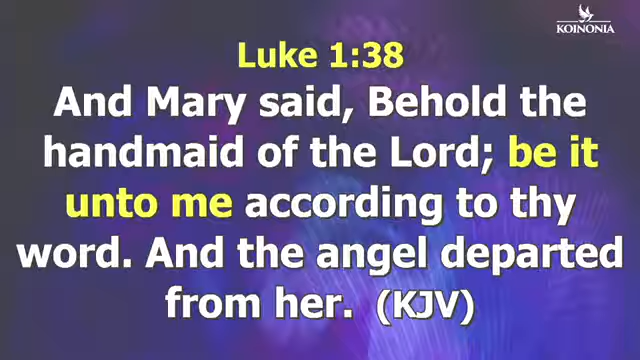 KOINONIA
Luke 1:38
And Mary said, Behold the
handmaid of the Lord; be it
unto me according to thy
word. And the angel departed
from her. (KJV)